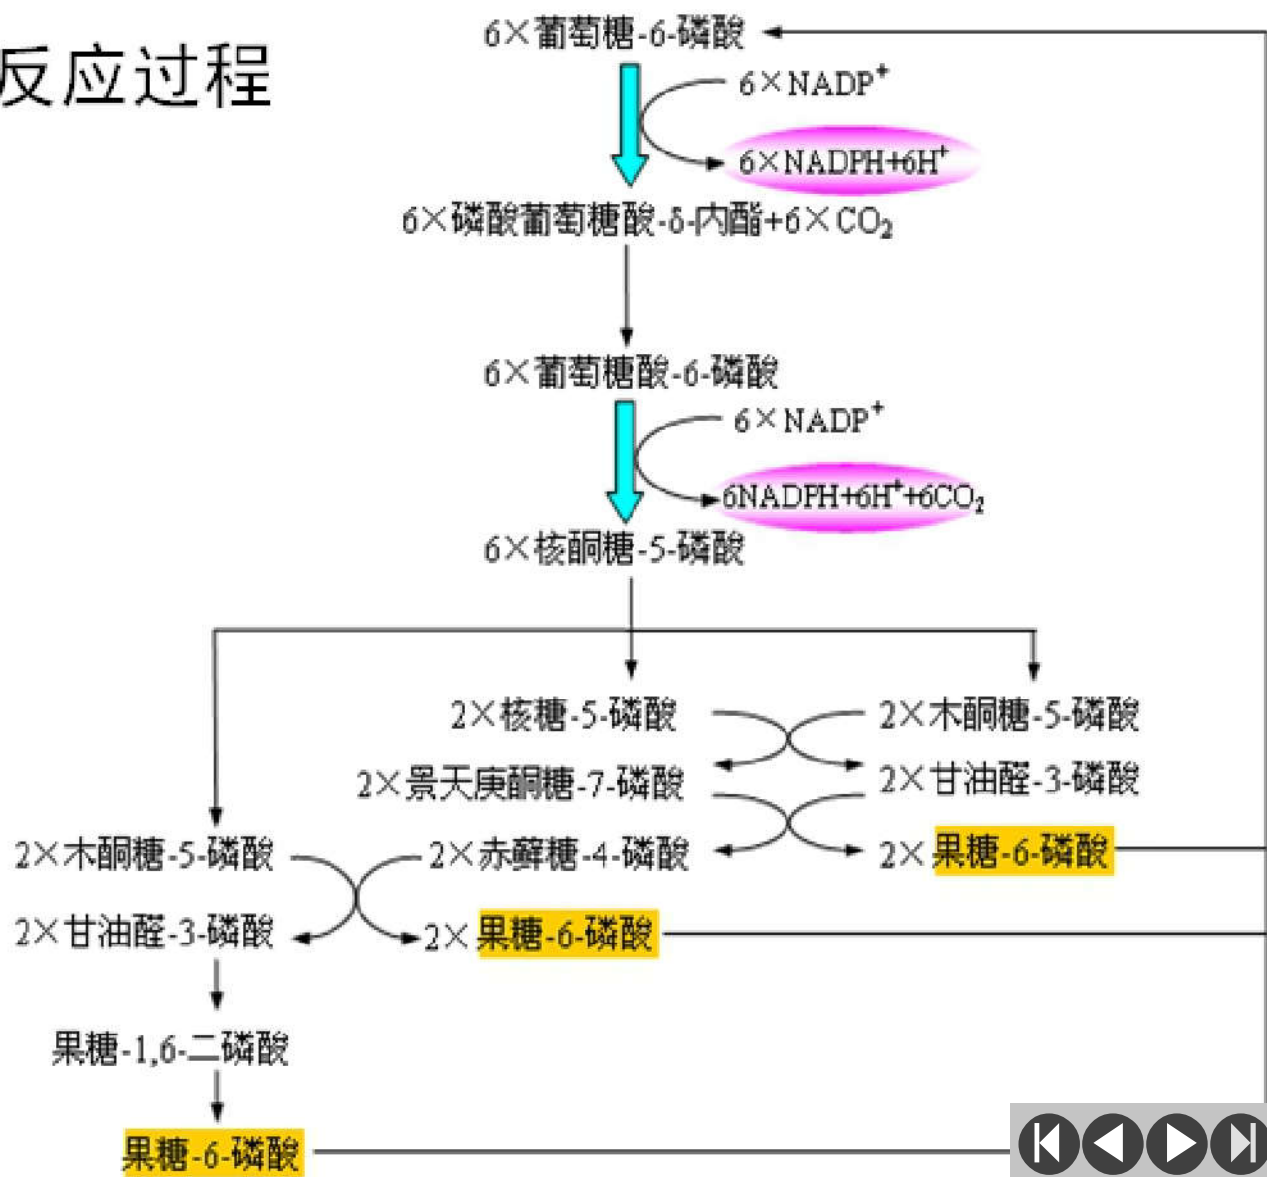 反应过程
6×葡萄糖-6-磷酸
6×NADP⁺
6×NADPH+6H⁺
6×磷酸葡萄糖酸-δ-内酯+6×CO₂
6×葡萄糖酸-6-磷酸
6×NADP⁺
6NADPH+6H⁺+6CO₂
6×核酮糖-5-磷酸
2×核糖-5-磷酸 2×木酮糖-5-磷酸
2×景天庚酮糖-7-磷酸 2×甘油醛-3-磷酸
2×木酮糖-5-磷酸 2×赤藓糖-4-磷酸 2×果糖-6-磷酸
2×甘油醛-3-磷酸 2×果糖-6-磷酸
果糖-1,6-二磷酸
果糖-6-磷酸